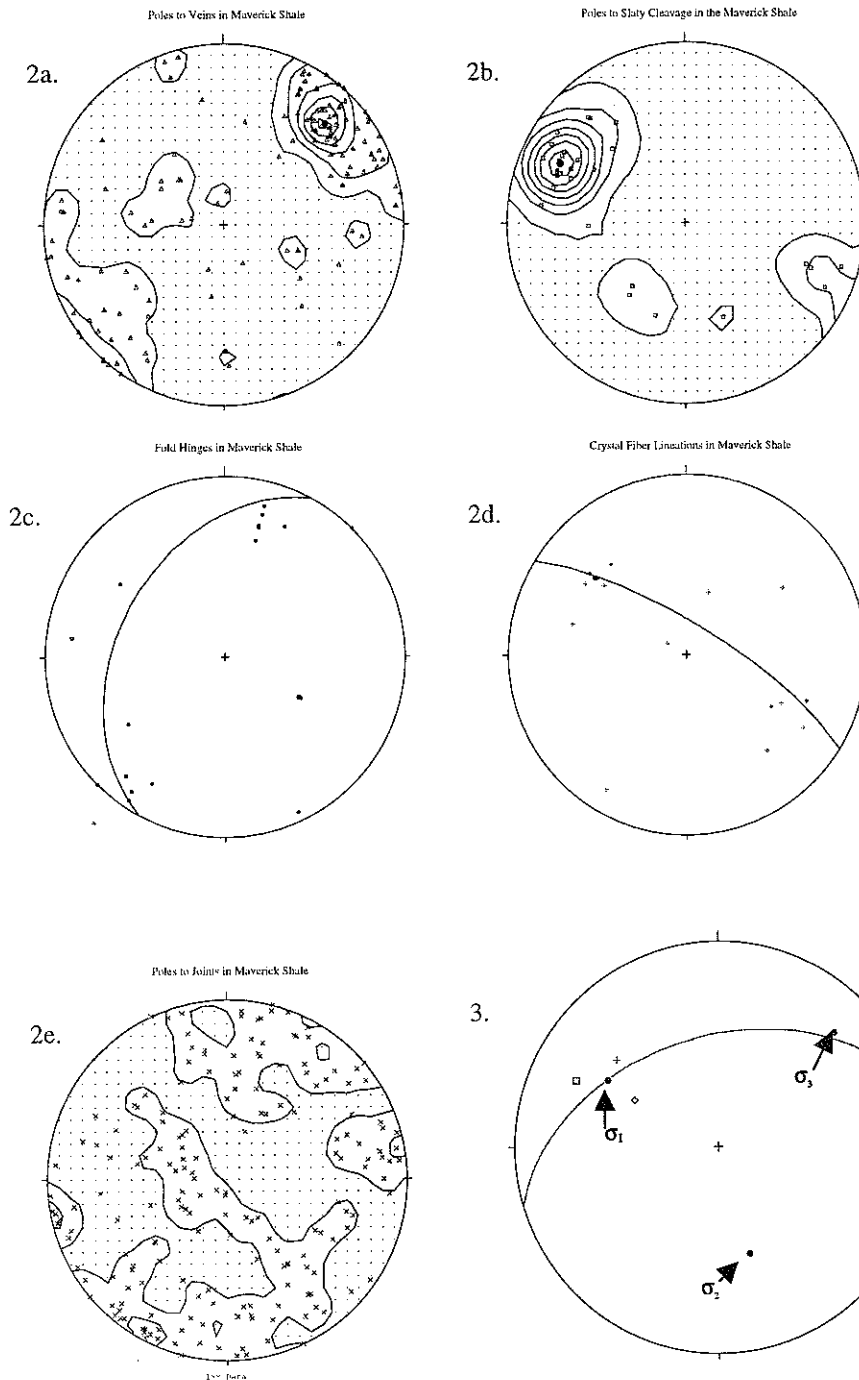 Poles to Veins in Maverick Shale
Poles to Slaty Cleavage in the Maverick Shale
2a.
2b.
Fold Hinges in Maverick Shale
Crystal Fiber Lineations in Maverick Shale
2c.
2d.
Poles to Joints in Maverick Shale
2e.
3.
σ₃
σ₁
σ₂